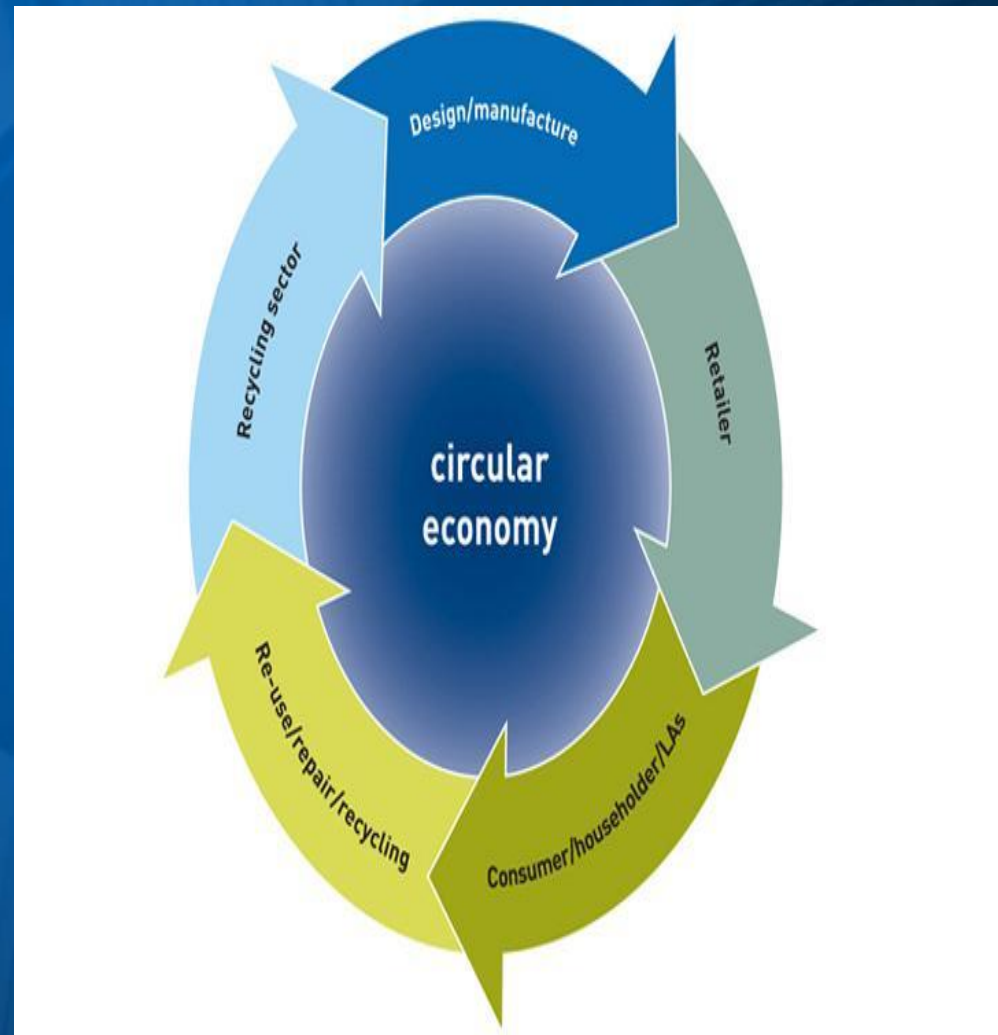 Design/manufacture
Retailer
Consumer/householder/LAs
Re-use/repair/recycling
Recycling sector
circular
economy